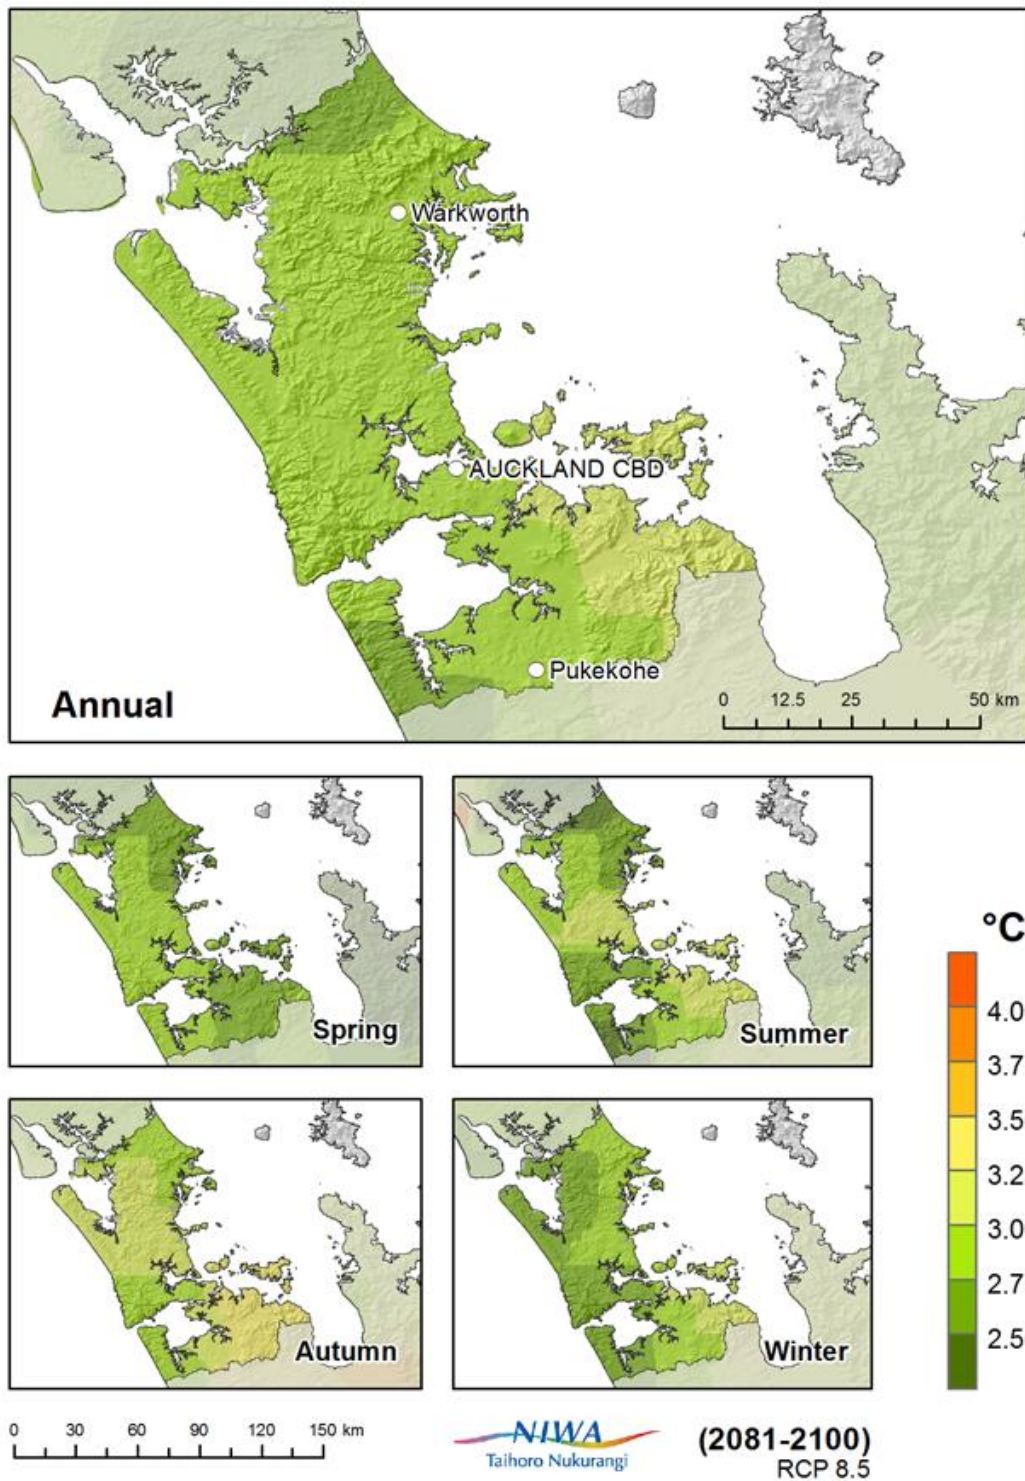 Warkworth
AUCKLAND CBD
Pukekohe
Annual
0 12.5 25 50 km
Spring
Summer
°C
4.0
3.7
3.5
3.2
3.0
2.7
2.5
Autumn
Winter
0 30 60 90 120 150 km
NIWA
Taihoro Nukurangi
(2081-2100)
RCP 8.5